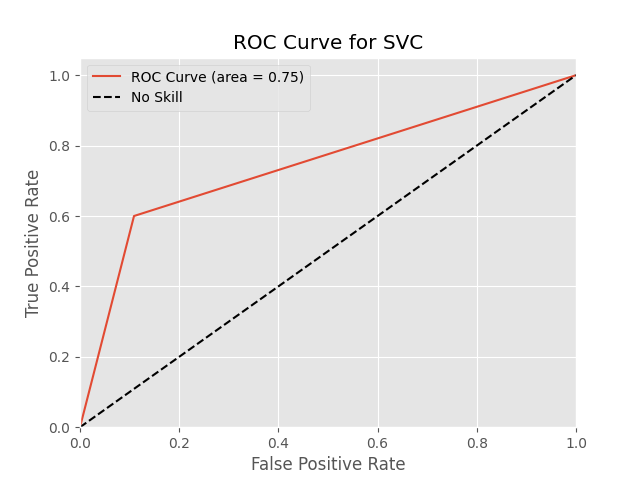 ROC Curve for SVC
ROC Curve (area = 0.75)
No Skill
True Positive Rate
1.0
0.8
0.6
0.4
0.2
0.0
0.0 0.2 0.4 0.6 0.8 1.0
False Positive Rate